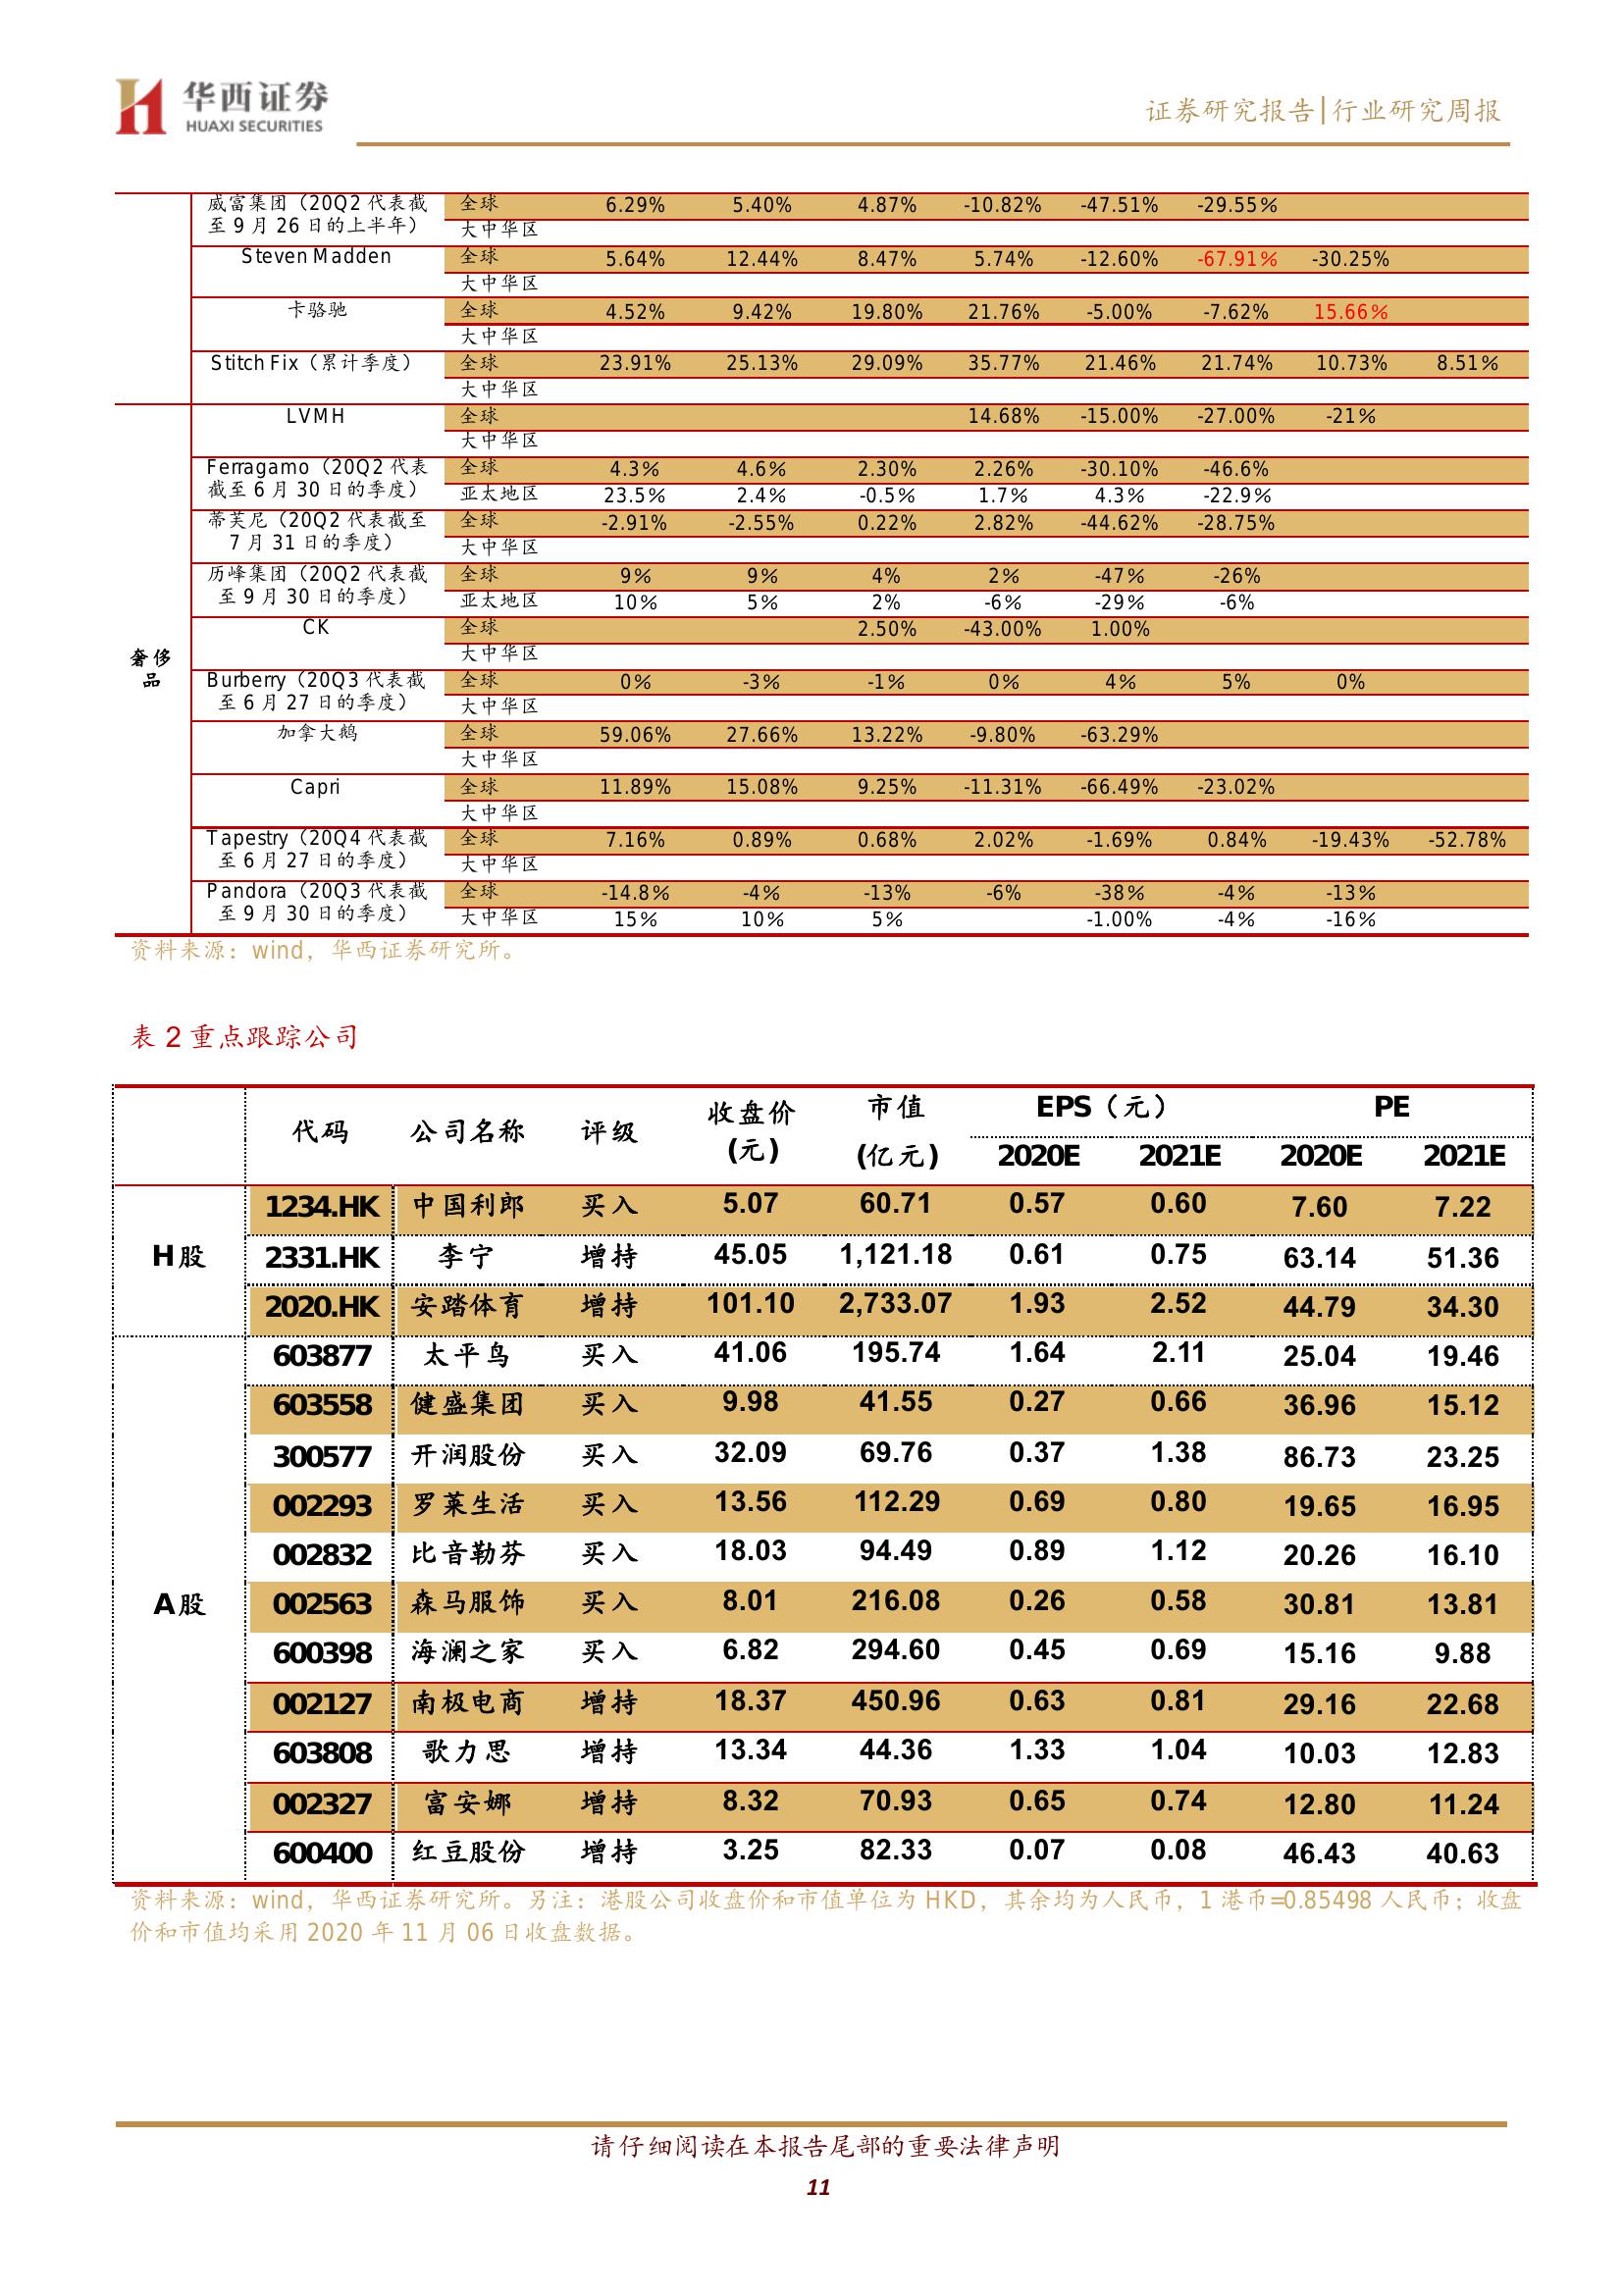 华西证券
HUAXI SECURITIES
证券研究报告|行业研究周报
威富集团（20Q2 代表截至 9 月 26 日的上半年） 全球 6.29% 5.40% 4.87% -10.82% -47.51% -29.55%
大中华区
Steven Madden 全球 5.64% 12.44% 8.47% 5.74% -12.60% -67.91% -30.25%
大中华区
卡骆驰 全球 4.52% 9.42% 19.80% 21.76% -5.00% -7.62% 15.66%
大中华区
Stitch Fix（累计季度） 全球 23.91% 25.13% 29.09% 35.77% 21.46% 21.74% 10.73% 8.51%
大中华区
奢侈品
LVMH 全球 14.68% -15.00% -27.00% -21%
大中华区
Ferragamo（20Q2 代表截至 6 月 30 日的季度） 全球 4.3% 4.6% 2.30% 2.26% -30.10% -46.6%
亚太地区 23.5% 2.4% -0.5% 1.7% 4.3% -22.9%
蒂芙尼（20Q2 代表截至 7 月 31 日的季度） 全球 -2.91% -2.55% 0.22% 2.82% -44.62% -28.75%
大中华区
历峰集团（20Q2 代表截至 9 月 30 日的季度） 全球 9% 9% 4% 2% -47% -26%
亚太地区 10% 5% 2% -6% -29% -6%
CK 全球 2.50% -43.00% 1.00%
大中华区
Burberry（20Q3 代表截至 6 月 27 日的季度） 全球 0% -3% -1% 0% 4% 5% 0%
大中华区
加拿大鹅 全球 59.06% 27.66% 13.22% -9.80% -63.29%
大中华区
Capri 全球 11.89% 15.08% 9.25% -11.31% -66.49% -23.02%
大中华区
Tapestry（20Q4 代表截至 6 月 27 日的季度） 全球 7.16% 0.89% 0.68% 2.02% -1.69% 0.84% -19.43% -52.78%
大中华区
Pandora（20Q3 代表截至 9 月 30 日的季度） 全球 -14.8% -4% -13% -6% -38% -4% -13%
大中华区 15% 10% 5% -1.00% -4% -16%
资料来源：wind，华西证券研究所。
表 2 重点跟踪公司
代码 公司名称 评级 收盘价(元) 市值(亿元) EPS（元） PE
2020E 2021E 2020E 2021E
H股
1234.HK 中国利郎 买入 5.07 60.71 0.57 0.60 7.60 7.22
2331.HK 李宁 增持 45.05 1,121.18 0.61 0.75 63.14 51.36
2020.HK 安踏体育 增持 101.10 2,733.07 1.93 2.52 44.79 34.30
A股
603877 太平鸟 买入 41.06 195.74 1.64 2.11 25.04 19.46
603558 健盛集团 买入 9.98 41.55 0.27 0.66 36.96 15.12
300577 开润股份 买入 32.09 69.76 0.37 1.38 86.73 23.25
002293 罗莱生活 买入 13.56 112.29 0.69 0.80 19.65 16.95
002832 比音勒芬 买入 18.03 94.49 0.89 1.12 20.26 16.10
002563 森马服饰 买入 8.01 216.08 0.26 0.58 30.81 13.81
600398 海澜之家 买入 6.82 294.60 0.45 0.69 15.16 9.88
002127 南极电商 增持 18.37 450.96 0.63 0.81 29.16 22.68
603808 歌力思 增持 13.34 44.36 1.33 1.04 10.03 12.83
002327 富安娜 增持 8.32 70.93 0.65 0.74 12.80 11.24
600400 红豆股份 增持 3.25 82.33 0.07 0.08 46.43 40.63
资料来源：wind，华西证券研究所。另注：港股公司收盘价和市值单位为 HKD，其余均为人民币，1 港币=0.85498 人民币；收盘
价和市值均采用 2020 年 11 月 06 日收盘数据。
请仔细阅读在本报告尾部的重要法律声明
11